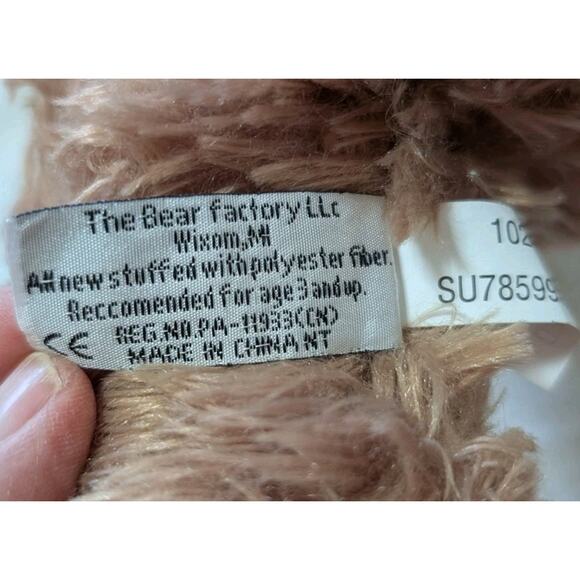 The Bear Factory LLC
Wixom,MI
All new stuffed with polyester fiber.
Reccomended for age 3 and up.
REG.NO.PA-11933(CN)
MADE IN CHINA NT
CE
102
SU78599